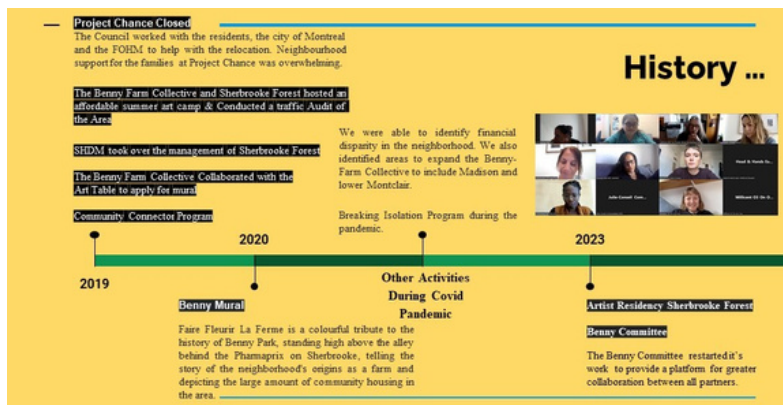 Project Chance Closed
The Council worked with the residents, the city of Montreal
and the FOHM to help with the relocation. Neighbourhood
support for the families at Project Chance was overwhelming.
The Benny Farm Collective and Sherbrooke Forest hosted an
affordable summer art camp & Conducted a traffic Audit of
the Area
SHDM took over the management of Sherbrooke Forest
The Benny Farm Collective Collaborated with the
Art Table to apply for mural
Community Connector Program
History ...
We were able to identify financial
disparity in the neighborhood. We also
identified areas to expand the Benny-
Farm Collective to include Madison and
lower Montclair.
Breaking Isolation Program during the
pandemic.
Head & Hands
2020
2023
2019
Other Activities
During Covid
Pandemic
Benny Mural
Faire Fleurir La Ferme is a colourful tribute to the
history of Benny Park, standing high above the alley
behind the Pharmaprix on Sherbrooke, telling the
story of the neighborhood's origins as a farm and
depicting the large amount of community housing in
the area.
Artist Residency Sherbrooke Forest
Benny Committee
The Benny Committee restarted it's
work to provide a platform for greater
collaboration between all partners.